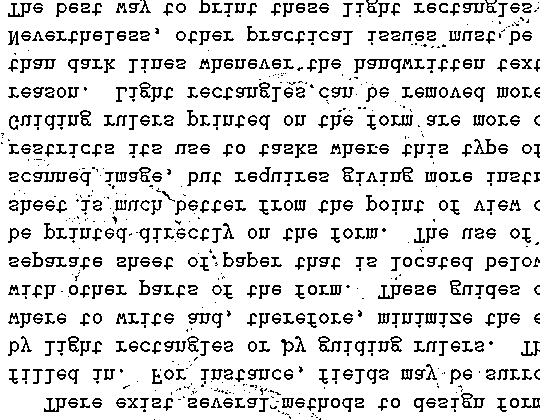 There exist several methods to design form
filled in. For instance, fields may be surro
by light rectangles or by guiding rulers. Th
where to write and, therefore, minimize the e
with other parts of the form. These guides c
separate sheet of paper that is located below
be printed directly on the form. The use of
sheet is much better from the point of view o
scanned image, but requires giving more instr
restricts its use to tasks where this type of
Guiding rulers printed on the form are more c
reason. Light rectangles can be removed more
than dark lines whenever the handwritten text
Nevertheless, other practical issues must be
The best way to print these light rectangles